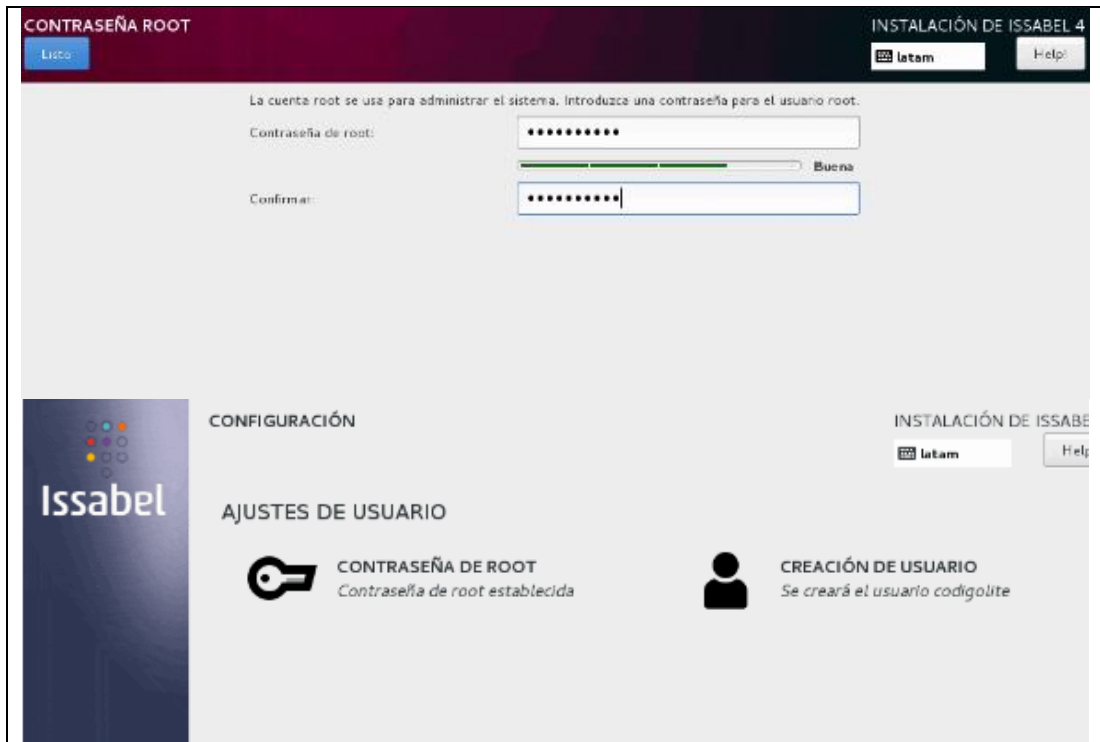 CONTRASEÑA ROOT
INSTALACIÓN DE ISSABEL 4
Listo
latam
Help!
La cuenta root se usa para administrar el sistema. Introduzca una contraseña para el usuario root.
Contraseña de root:
••••••••••
Buena
Confirmar:
••••••••••
CONFIGURACIÓN
INSTALACIÓN DE ISSABE
latam
Help
Issabel
AJUSTES DE USUARIO
CONTRASEÑA DE ROOT
Contraseña de root establecida
CREACIÓN DE USUARIO
Se creará el usuario codigolite